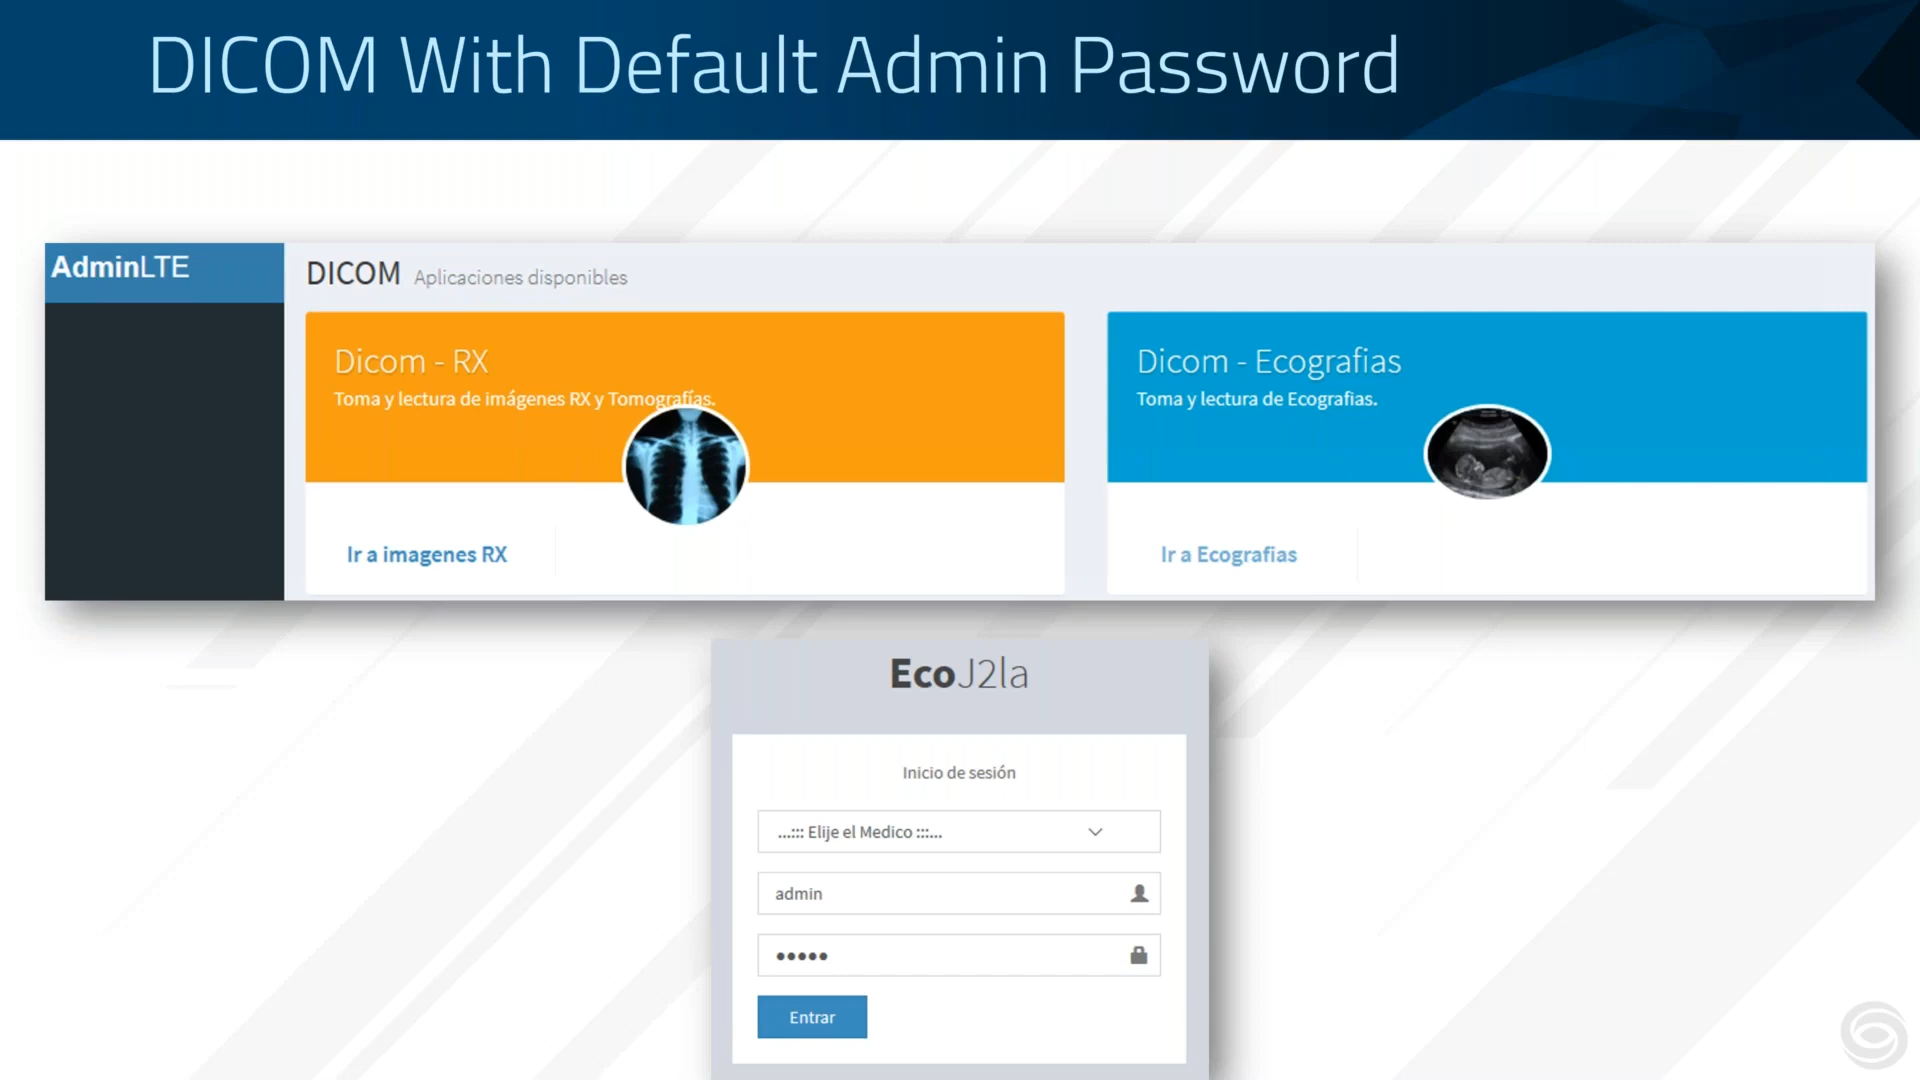 DICOM With Default Admin Password
AdminLTE
DICOM Aplicaciones disponibles
Dicom - RX
Toma y lectura de imágenes RX y Tomografías.
Ir a imagenes RX
Dicom - Ecografias
Toma y lectura de Ecografias.
Ir a Ecografias
EcoJ2la
Inicio de sesión
...::: Elije el Medico :::...
admin
•••••
Entrar